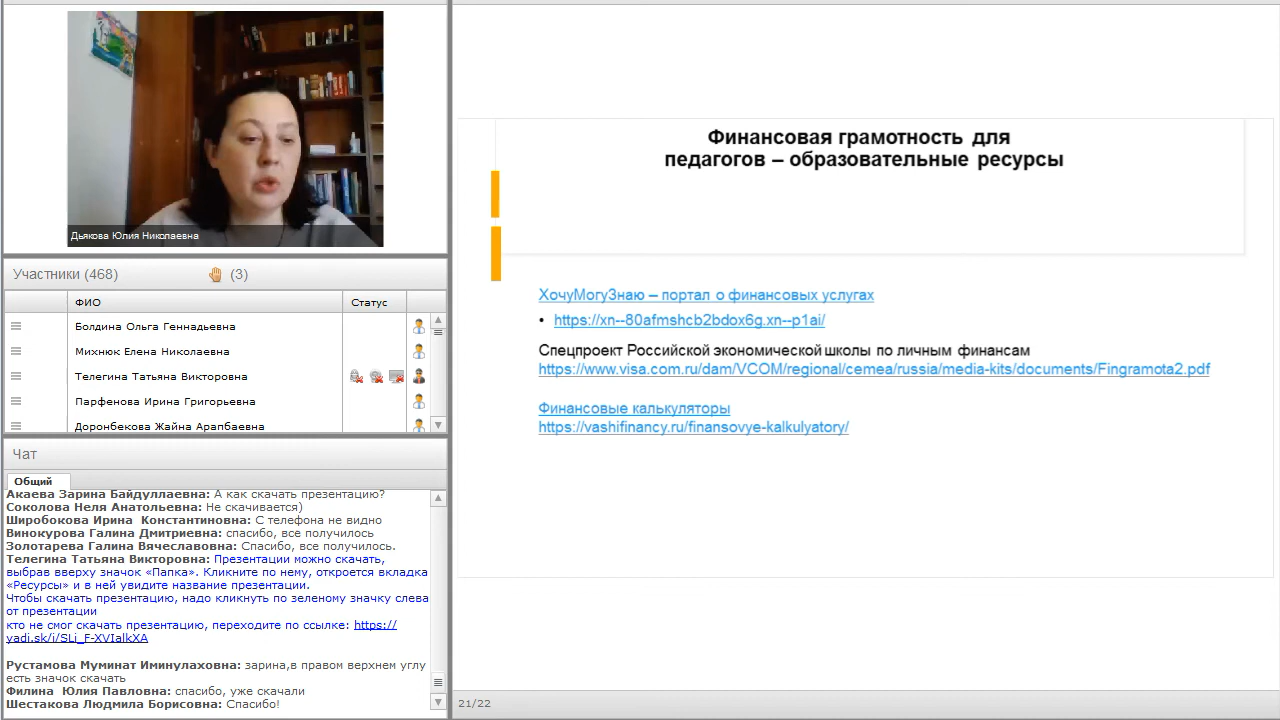 Дьякова Юлия Николаевна
Участники (468)
(3)
ФИО
Статус
Болдина Ольга Геннадьевна
Михнюк Елена Николаевна
Телегина Татьяна Викторовна
Парфенова Ирина Григорьевна
Доронбекова Жайна Арапбаевна
Чат
Общий
Акаева Зарина Байдуллаевна: А как скачать презентацию?
Соколова Неля Анатольевна: Не скачивается)
Широбокова Ирина Константиновна: С телефона не видно
Винокурова Галина Дмитриевна: спасибо, все получилось
Золотарева Галина Вячеславовна: Спасибо, все получилось.
Телегина Татьяна Викторовна: Презентации можно скачать,
выбрав вверху значок «Папка». Кликните по нему, откроется вкладка
«Ресурсы» и в ней увидите название презентации.
Чтобы скачать презентацию, надо кликнуть по зеленому значку слева
от презентации
кто не смог скачать презентацию, переходите по ссылке: https://
yadi.sk/i/SLi_F-XVIalkXA
Рустамова Муминат Иминулаховна: зарина,в правом верхнем углу
есть значок скачать
Филина Юлия Павловна: спасибо, уже скачали
Шестакова Людмила Борисовна: Спасибо!
Финансовая грамотность для
педагогов – образовательные ресурсы
ХочуМогуЗнаю – портал о финансовых услугах
• https://xn--80afmshcb2bdox6g.xn--p1ai/
Спецпроект Российской экономической школы по личным финансам
https://www.visa.com.ru/dam/VCOM/regional/cemea/russia/media-kits/documents/Fingramota2.pdf
Финансовые калькуляторы
https://vashifinancy.ru/finansovye-kalkulyatory/
21/22